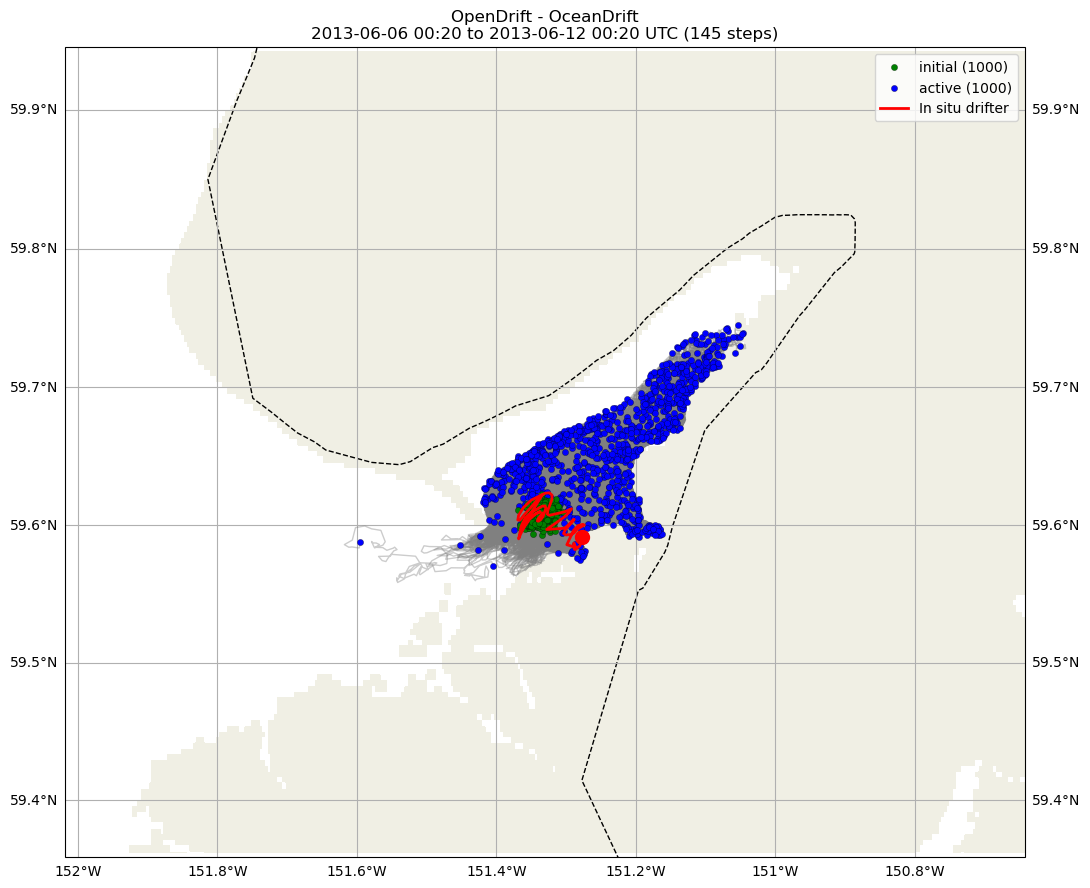 OpenDrift - OceanDrift
2013-06-06 00:20 to 2013-06-12 00:20 UTC (145 steps)
initial (1000)
active (1000)
In situ drifter
59.9°N
59.9°N
59.8°N
59.8°N
59.7°N
59.7°N
59.6°N
59.6°N
59.5°N
59.5°N
59.4°N
59.4°N
152°W
151.8°W
151.6°W
151.4°W
151.2°W
151°W
150.8°W